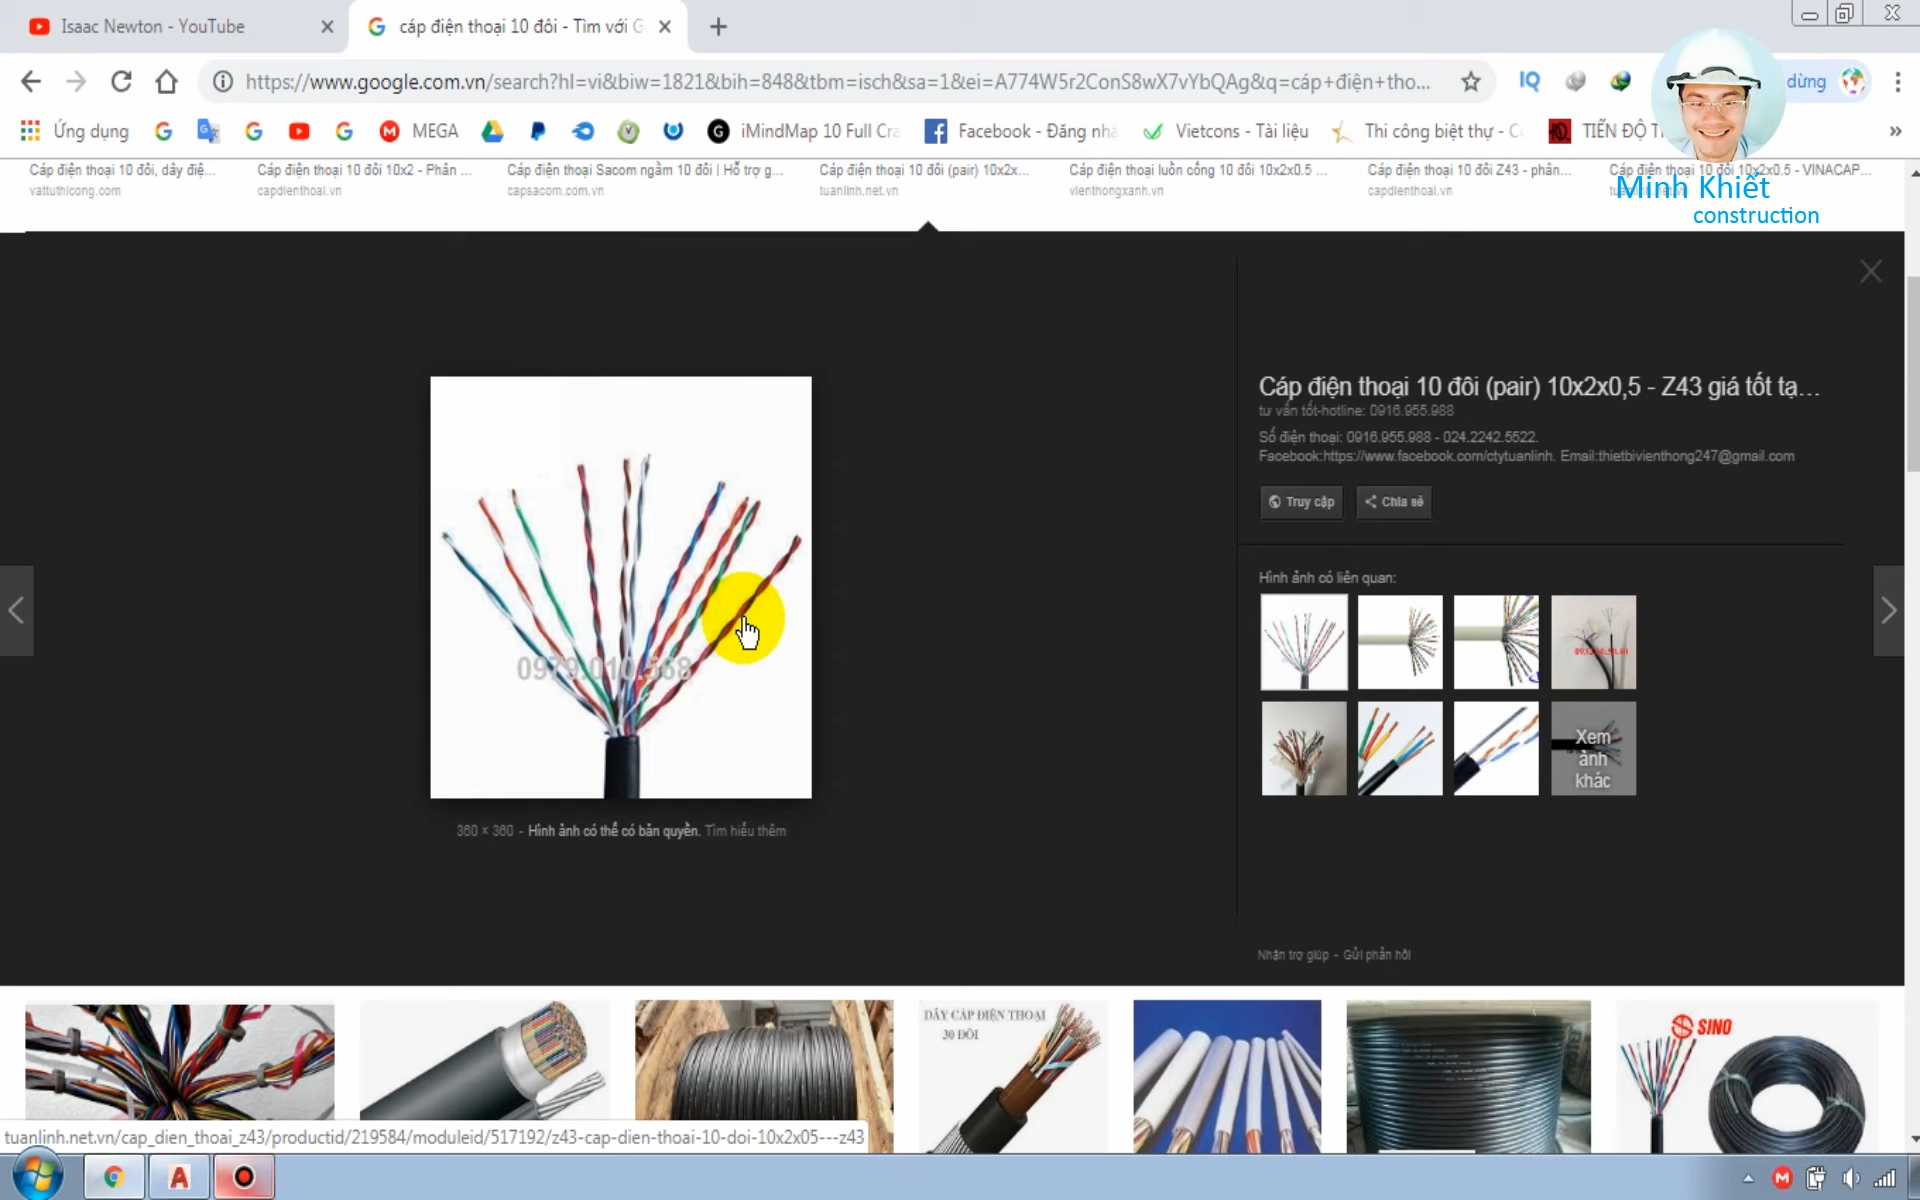 Isaac Newton - YouTube
cáp điện thoại 10 đôi - Tìm với G
https://www.google.com.vn/search?hl=vi&biw=1821&bih=848&tbm=isch&sa=1&ei=A774W5r2ConS8wX7vYbQAg&q=cáp+điện+tho...
IQ
dừng
Ứng dụng
MEGA
iMindMap 10 Full Cra
Facebook - Đăng nhậ
Vietcons - Tài liệu
Thi công biệt thự - C
TIẾN ĐỘ T
Cáp điện thoại 10 đôi, dây điệ...
vattuthicong.com
Cáp điện thoại 10 đôi 10x2 - Phân ...
capdienthoai.vn
Cáp điện thoại Sacom ngầm 10 đôi | Hỗ trợ g...
capsacom.com.vn
Cáp điện thoại 10 đôi (pair) 10x2x...
tuanlinh.net.vn
Cáp điện thoại luồn cống 10 đôi 10x2x0.5 ...
vienthongxanh.vn
Cáp điện thoại 10 đôi Z43 - phân...
capdienthoai.vn
Cáp điện thoại 10 đôi 10x2x0.5 - VINACAP...
Minh Khiết
construction
Cáp điện thoại 10 đôi (pair) 10x2x0,5 - Z43 giá tốt tạ...
tư vấn tốt-hotline: 0916.955.988
Số điện thoại: 0916.955.988 - 024.2242.5522.
Facebook:https://www.facebook.com/ctytuanlinh. Email:thietbivienthong247@gmail.com
Truy cập
Chia sẻ
Hình ảnh có liên quan:
0979.010.568
Xem
ảnh
khác
360 × 360 - Hình ảnh có thể có bản quyền. Tìm hiểu thêm
Nhận trợ giúp - Gửi phản hồi
DÂY CÁP ĐIỆN THOẠI
30 ĐÔI
SINO
tuanlinh.net.vn/cap_dien_thoai_z43/productid/219584/moduleid/517192/z43-cap-dien-thoai-10-doi-10x2x05---z43